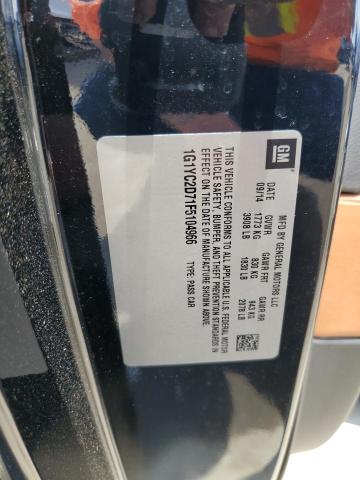 GM
MFD BY GENERAL MOTORS LLC
DATE GVWR GAWR FRT GAWR RR
09/14 1773 KG 830 KG 943 KG
3908 LB 1830 LB 2078 LB
THIS VEHICLE CONFORMS TO ALL APPLICABLE U.S. FEDERAL MOTOR
VEHICLE SAFETY, BUMPER, AND THEFT PREVENTION STANDARDS IN
EFFECT ON THE DATE OF MANUFACTURE SHOWN ABOVE.
1G1YC2D71F5104966 TYPE: PASS CAR